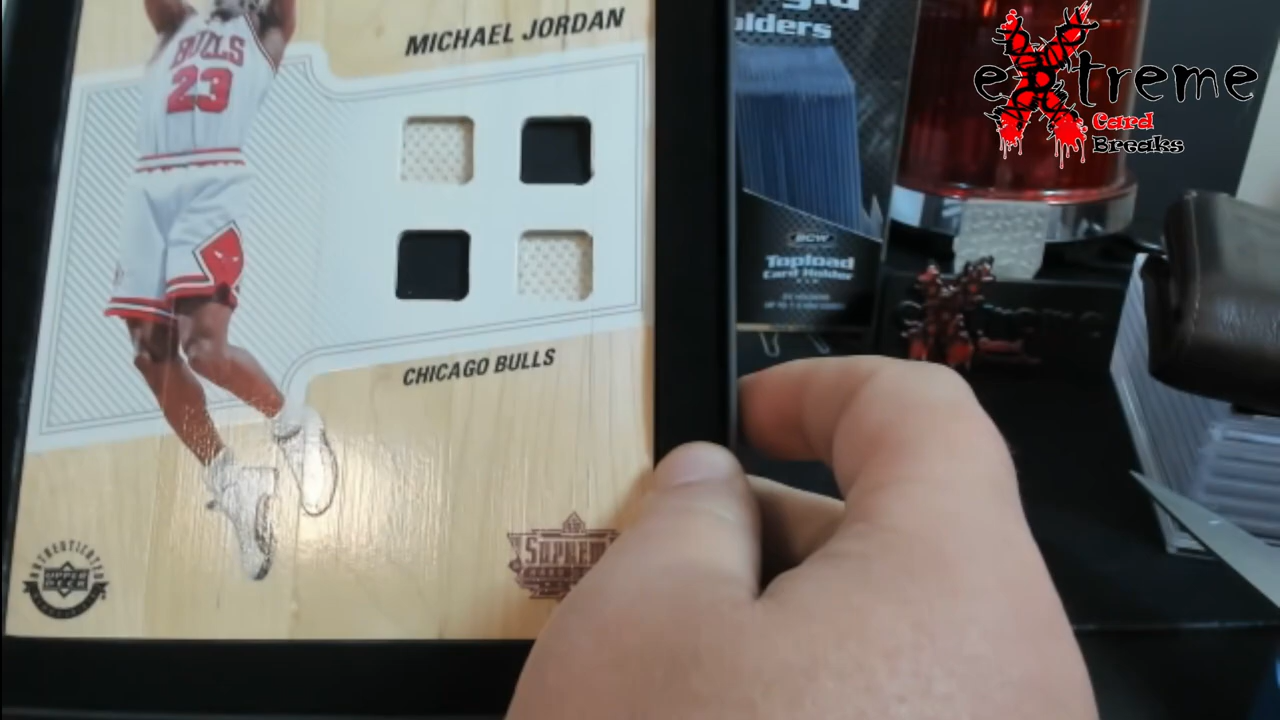 MICHAEL JORDAN
BULLS
23
CHICAGO BULLS
AUTHENTICATED
UPPER
DECK
SUPREME
olders
BCW
Topload
Card Holder
eXtreme
Card
Breaks